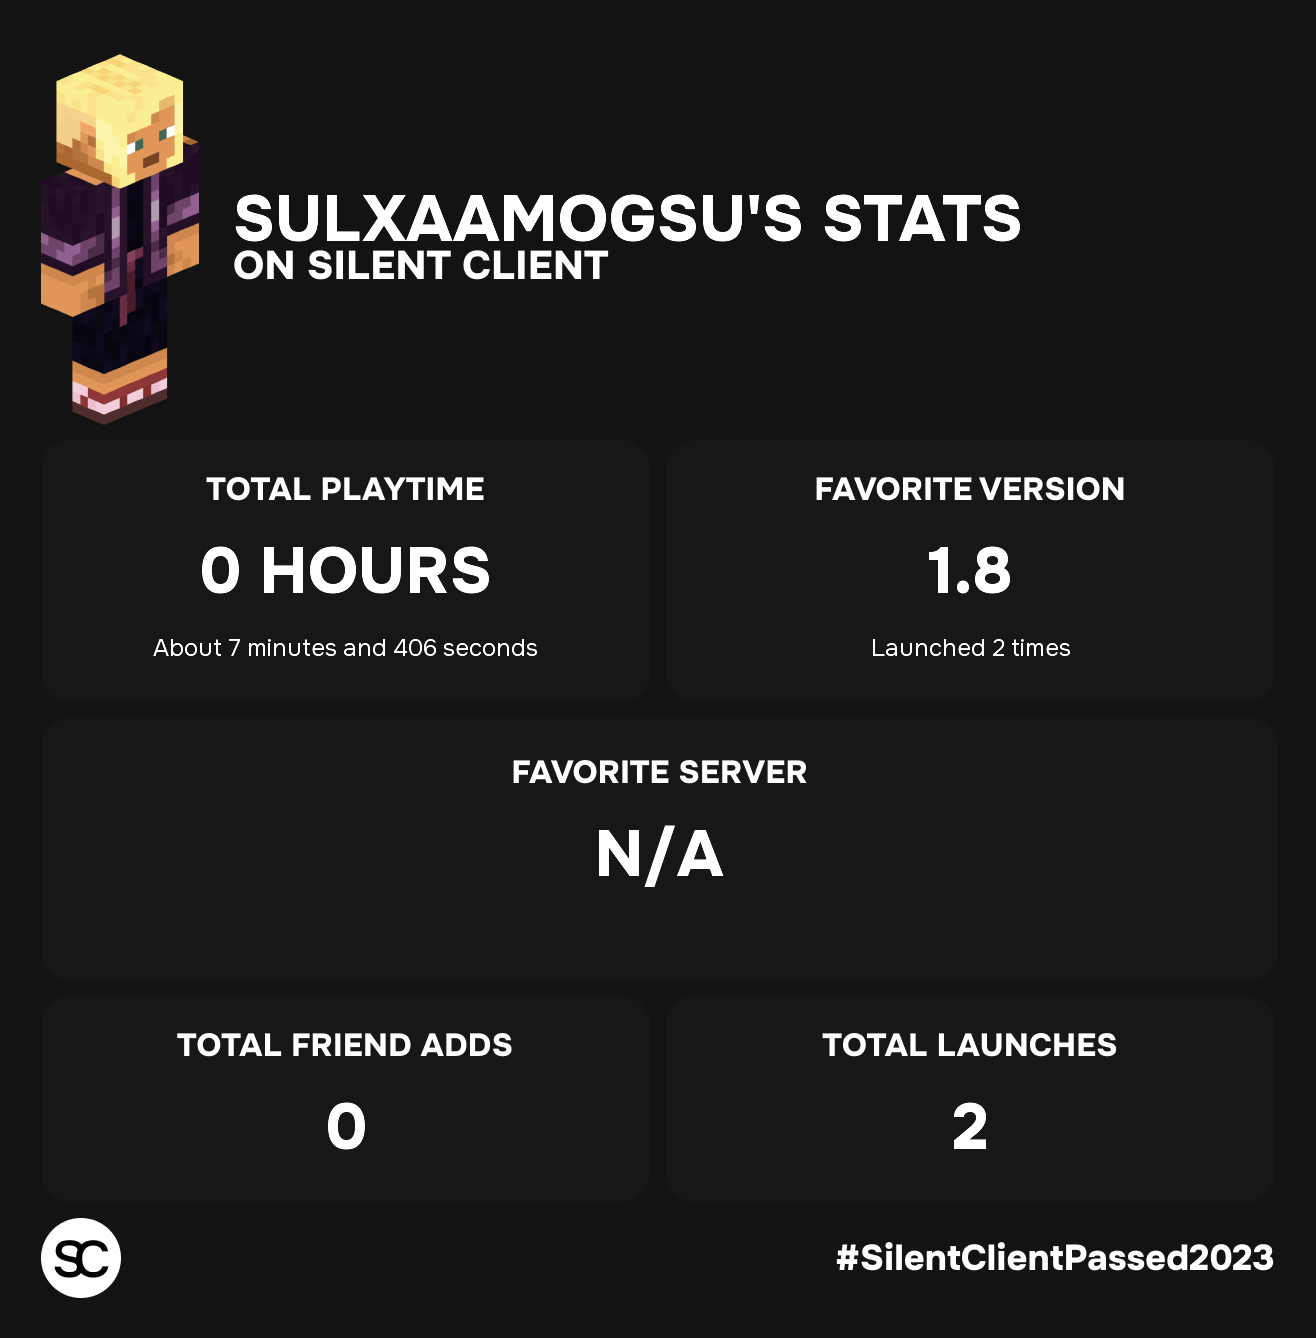 SULXAAMOGSU'S STATS
ON SILENT CLIENT
TOTAL PLAYTIME
0 HOURS
About 7 minutes and 406 seconds
FAVORITE VERSION
1.8
Launched 2 times
FAVORITE SERVER
N/A
TOTAL FRIEND ADDS
0
TOTAL LAUNCHES
2
SC
#SilentClientPassed2023